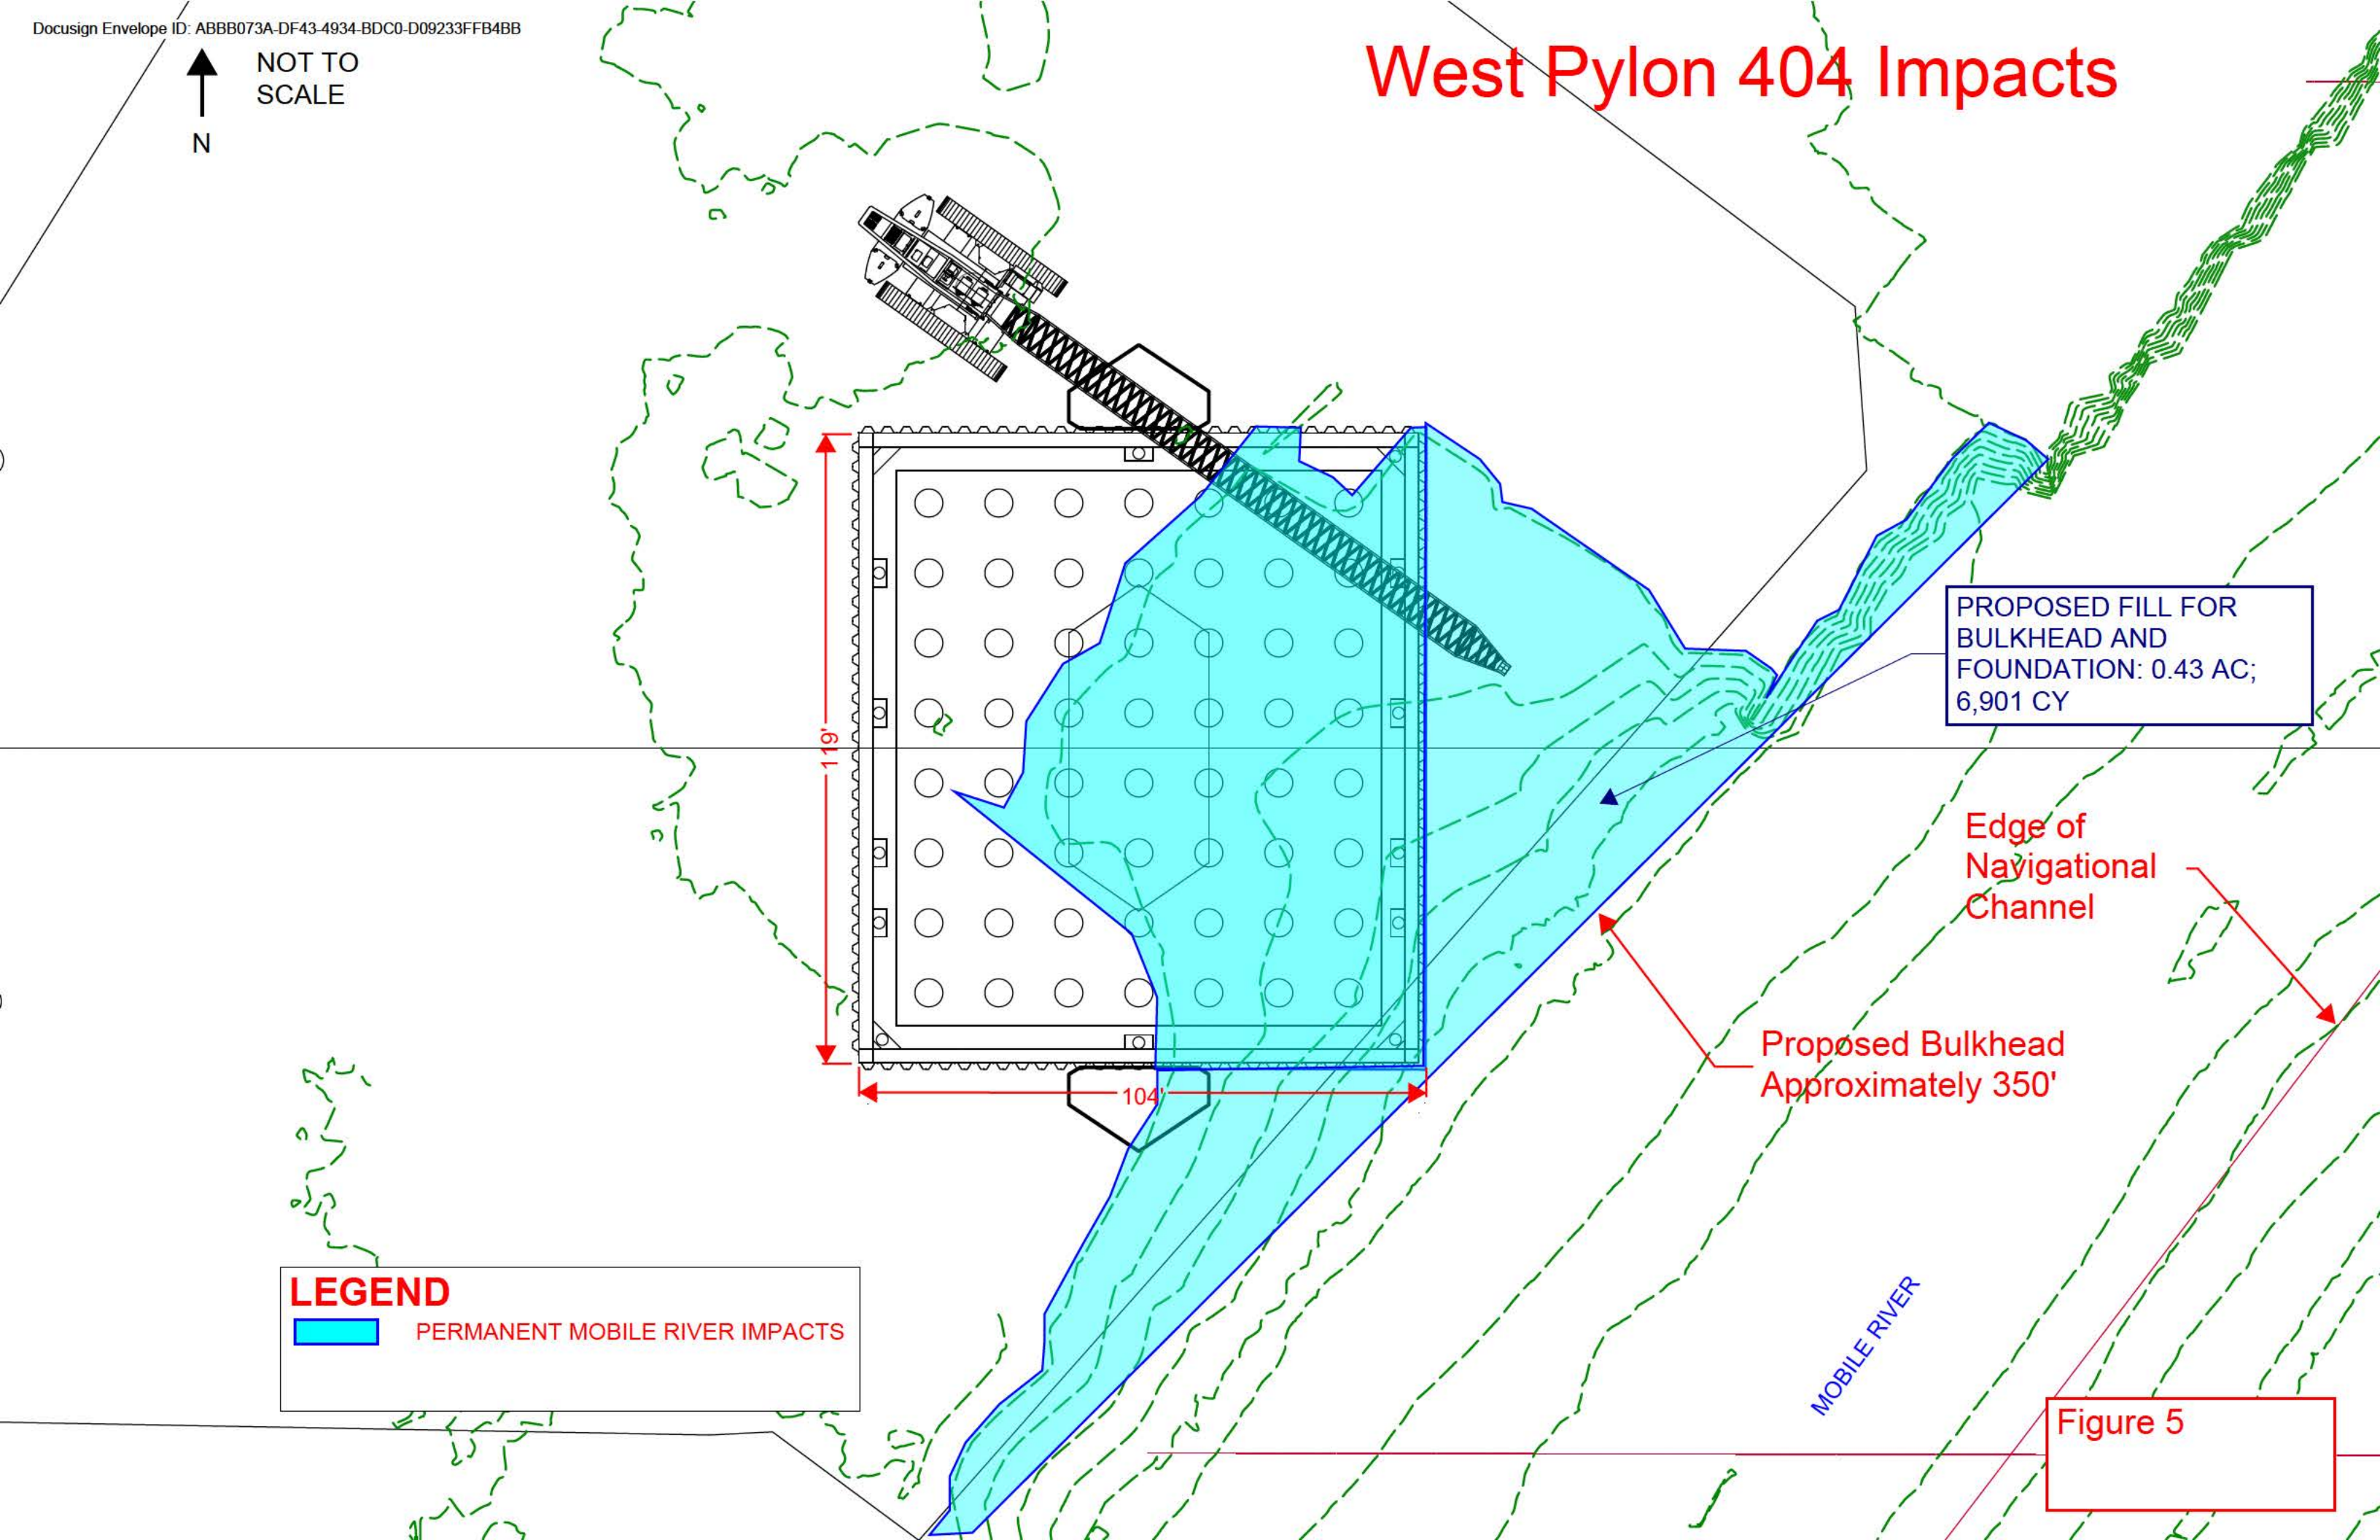 Docusign Envelope ID: ABBB073A-DF43-4934-BDC0-D09233FFB4BB
NOT TO
SCALE
N
West Pylon 404 Impacts
119'
104'
PROPOSED FILL FOR
BULKHEAD AND
FOUNDATION: 0.43 AC;
6,901 CY
Edge of
Navigational
Channel
Proposed Bulkhead
Approximately 350'
LEGEND
PERMANENT MOBILE RIVER IMPACTS
MOBILE RIVER
Figure 5